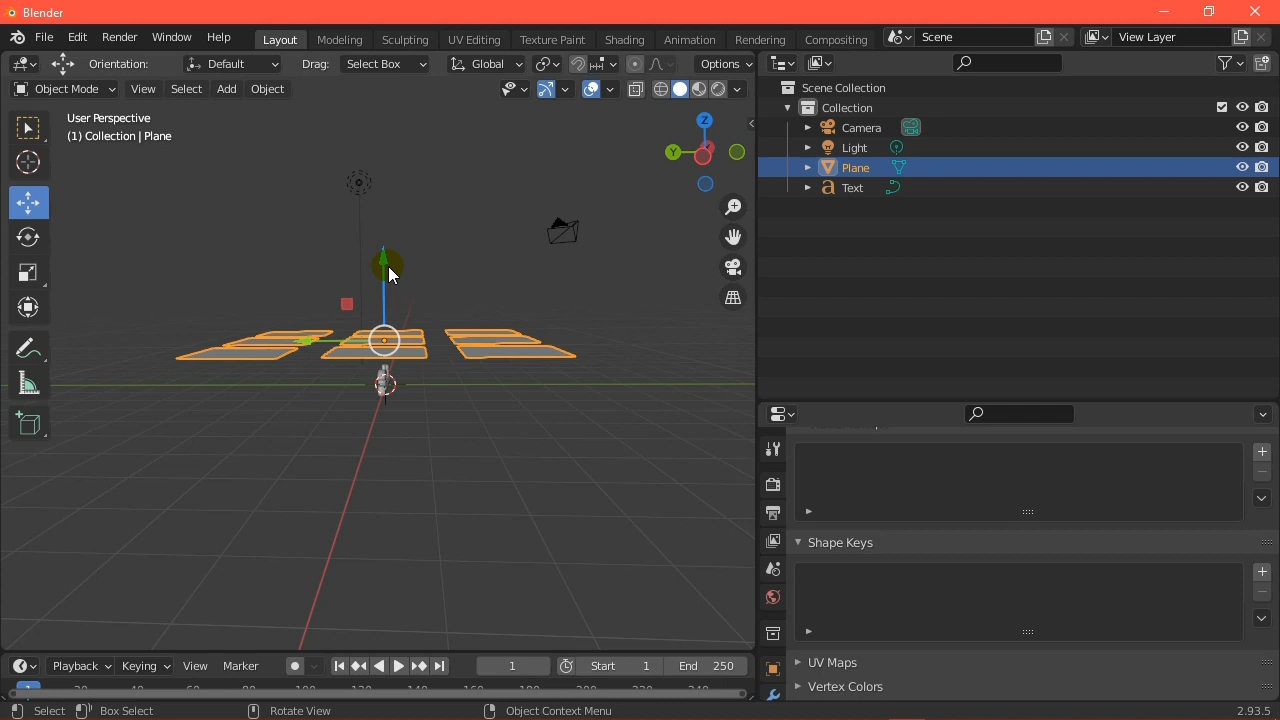 Blender
File Edit Render Window Help Layout Modeling Sculpting UV Editing Texture Paint Shading Animation Rendering Compositing Scene View Layer
Orientation: Default Drag: Select Box Global Options
Object Mode View Select Add Object
User Perspective
(1) Collection | Plane
Z
Y
Scene Collection
Collection
Camera
Light
Plane
Text
Shape Keys
UV Maps
Vertex Colors
Playback Keying View Marker 1 Start 1 End 250
Select Box Select Rotate View Object Context Menu 2.93.5